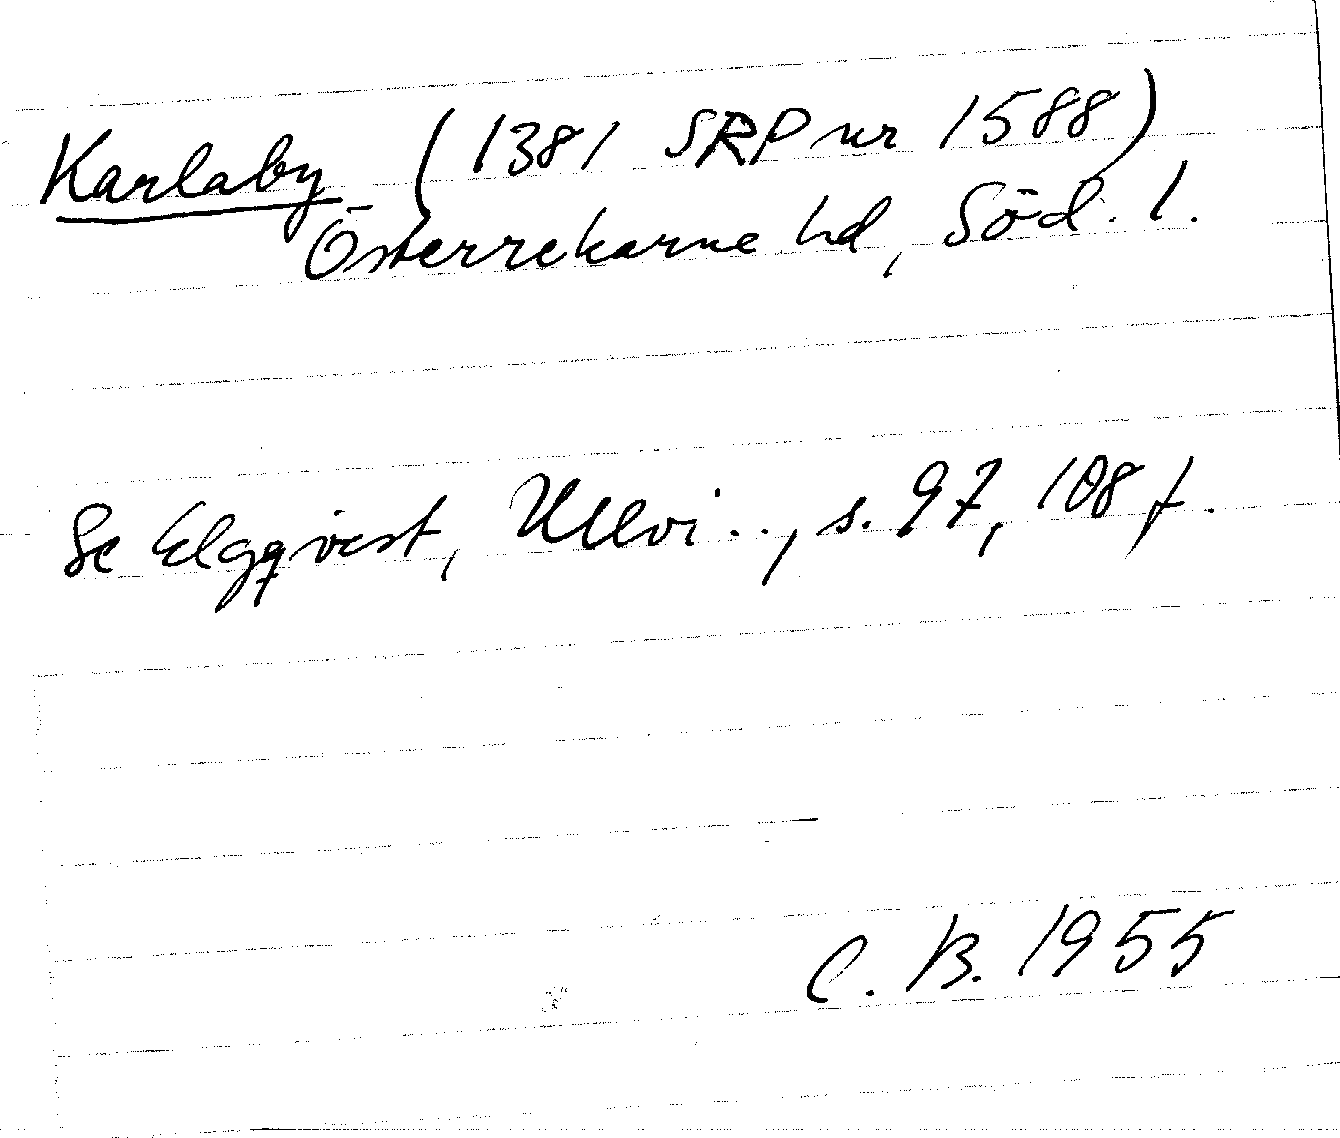 Karlaby (1381 SRP nr 1588)
Österrekarne hd, Söd. l.
Se Elgqvist, Ullvi.., s. 97, 108 f.
C. B. 1955